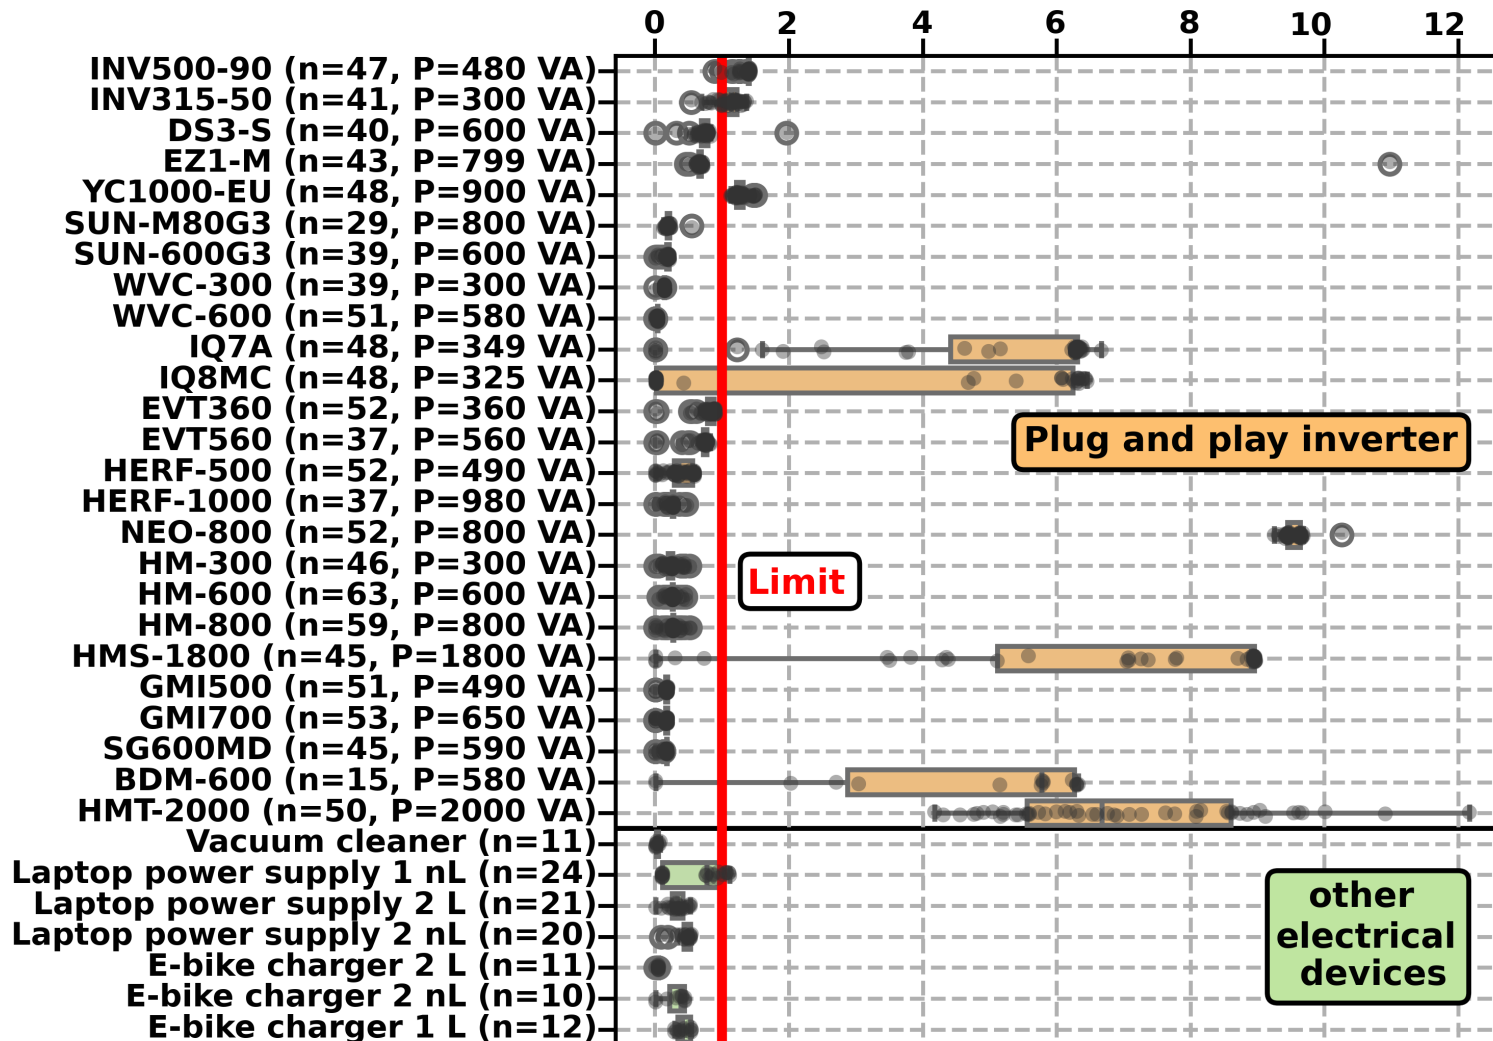 0 2 4 6 8 10 12
INV500-90 (n=47, P=480 VA)
INV315-50 (n=41, P=300 VA)
DS3-S (n=40, P=600 VA)
EZ1-M (n=43, P=799 VA)
YC1000-EU (n=48, P=900 VA)
SUN-M80G3 (n=29, P=800 VA)
SUN-600G3 (n=39, P=600 VA)
WVC-300 (n=39, P=300 VA)
WVC-600 (n=51, P=580 VA)
IQ7A (n=48, P=349 VA)
IQ8MC (n=48, P=325 VA)
EVT360 (n=52, P=360 VA)
EVT560 (n=37, P=560 VA)
Plug and play inverter
HERF-500 (n=52, P=490 VA)
HERF-1000 (n=37, P=980 VA)
NEO-800 (n=52, P=800 VA)
HM-300 (n=46, P=300 VA)
Limit
HM-600 (n=63, P=600 VA)
HM-800 (n=59, P=800 VA)
HMS-1800 (n=45, P=1800 VA)
GMI500 (n=51, P=490 VA)
GMI700 (n=53, P=650 VA)
SG600MD (n=45, P=590 VA)
BDM-600 (n=15, P=580 VA)
HMT-2000 (n=50, P=2000 VA)
Vacuum cleaner (n=11)
Laptop power supply 1 nL (n=24)
Laptop power supply 2 L (n=21)
Laptop power supply 2 nL (n=20)
E-bike charger 2 L (n=11)
E-bike charger 2 nL (n=10)
E-bike charger 1 L (n=12)
other
electrical
devices